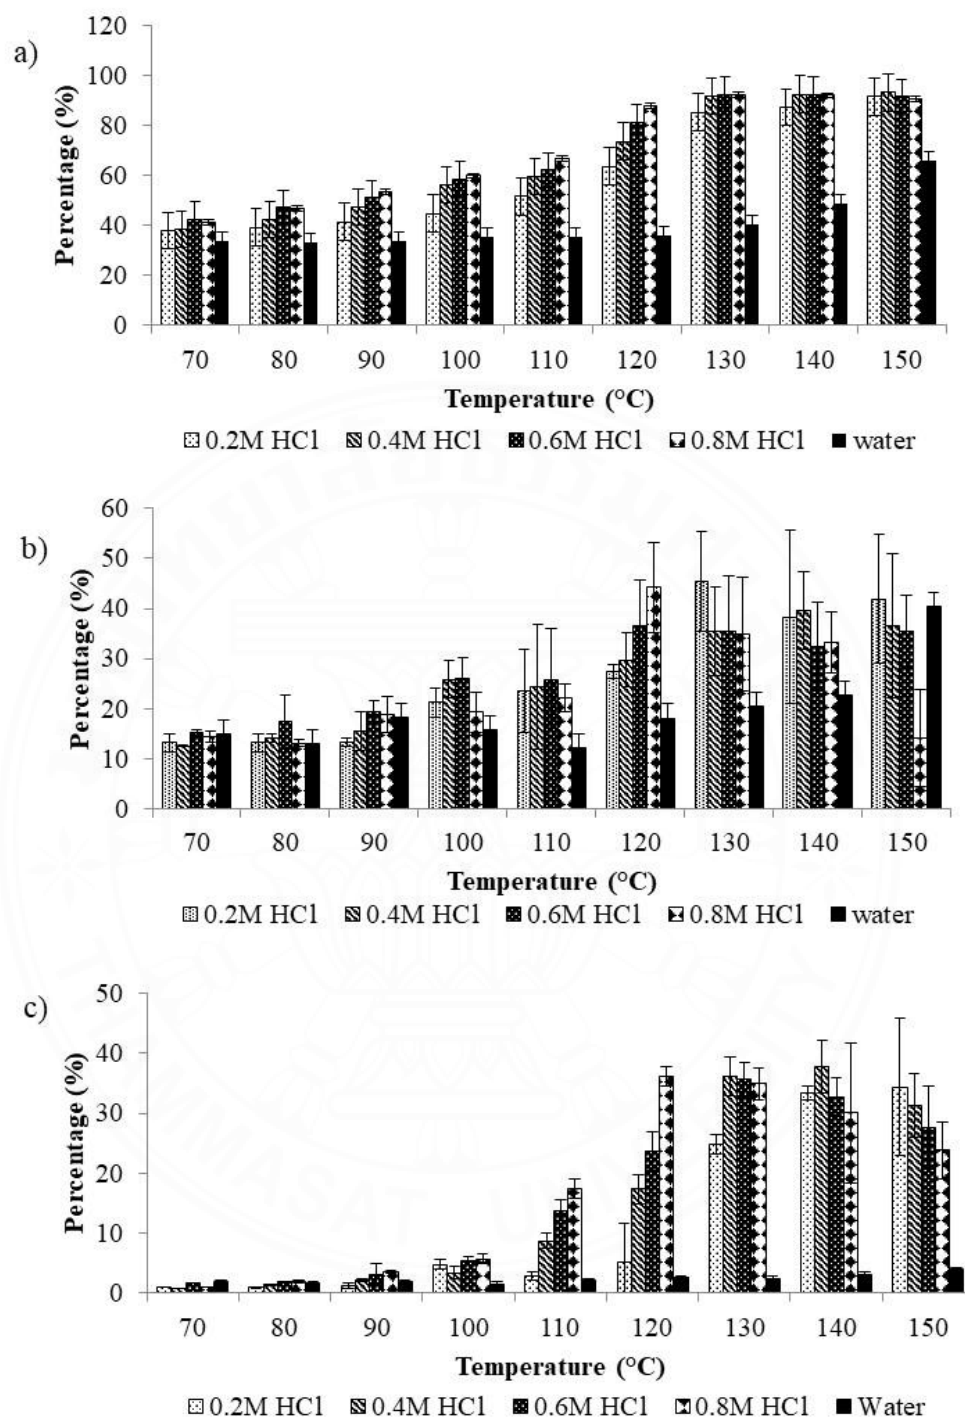 a)
Percentage (%)
120
100
80
60
40
20
0
70 80 90 100 110 120 130 140 150
Temperature (°C)
0.2M HCl 0.4M HCl 0.6M HCl 0.8M HCl water
b)
Percentage (%)
60
50
40
30
20
10
0
70 80 90 100 110 120 130 140 150
Temperature (°C)
0.2M HCl 0.4M HCl 0.6M HCl 0.8M HCl water
c)
Percentage (%)
50
40
30
20
10
0
70 80 90 100 110 120 130 140 150
Temperature (°C)
0.2M HCl 0.4M HCl 0.6M HCl 0.8M HCl Water